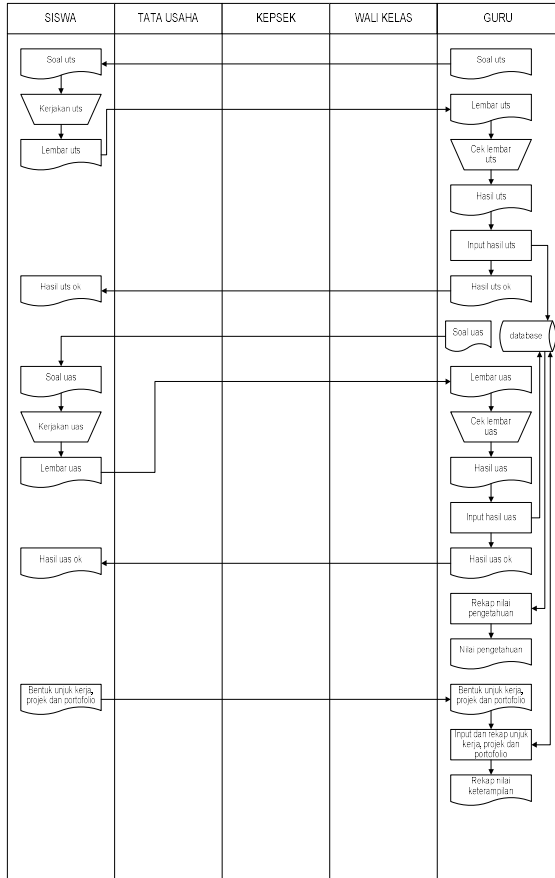 SISWA
TATA USAHA
KEPSEK
WALI KELAS
GURU
Soal uts
Soal uts
Kerjakan uts
Lembar uts
Lembar uts
Cek lembar
uts
Hasil uts
Input hasil uts
Hasil uts ok
Hasil uts ok
Soal uas
database
Soal uas
Lembar uas
Kerjakan uas
Cek lembar
uas
Lembar uas
Hasil uas
Input hasil uas
Hasil uas ok
Hasil uas ok
Rekap nilai
pengetahuan
Nilai pengetahuan
Bentuk unjuk kerja,
projek dan portofolio
Bentuk unjuk kerja,
projek dan portofolio
Input dan rekap unjuk
kerja, projek dan
portofolio
Rekap nilai
keterampilan